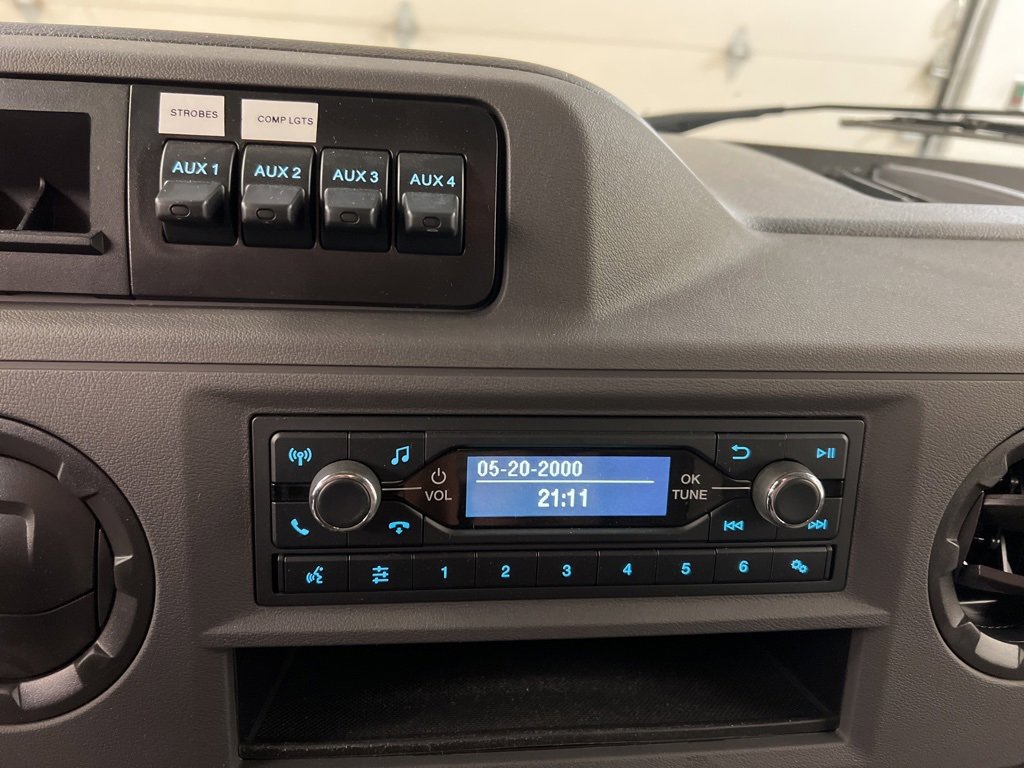 STROBES
COMP LGTS
AUX 1
AUX 2
AUX 3
AUX 4
05-20-2000
21:11
VOL
OK
TUNE
1
2
3
4
5
6